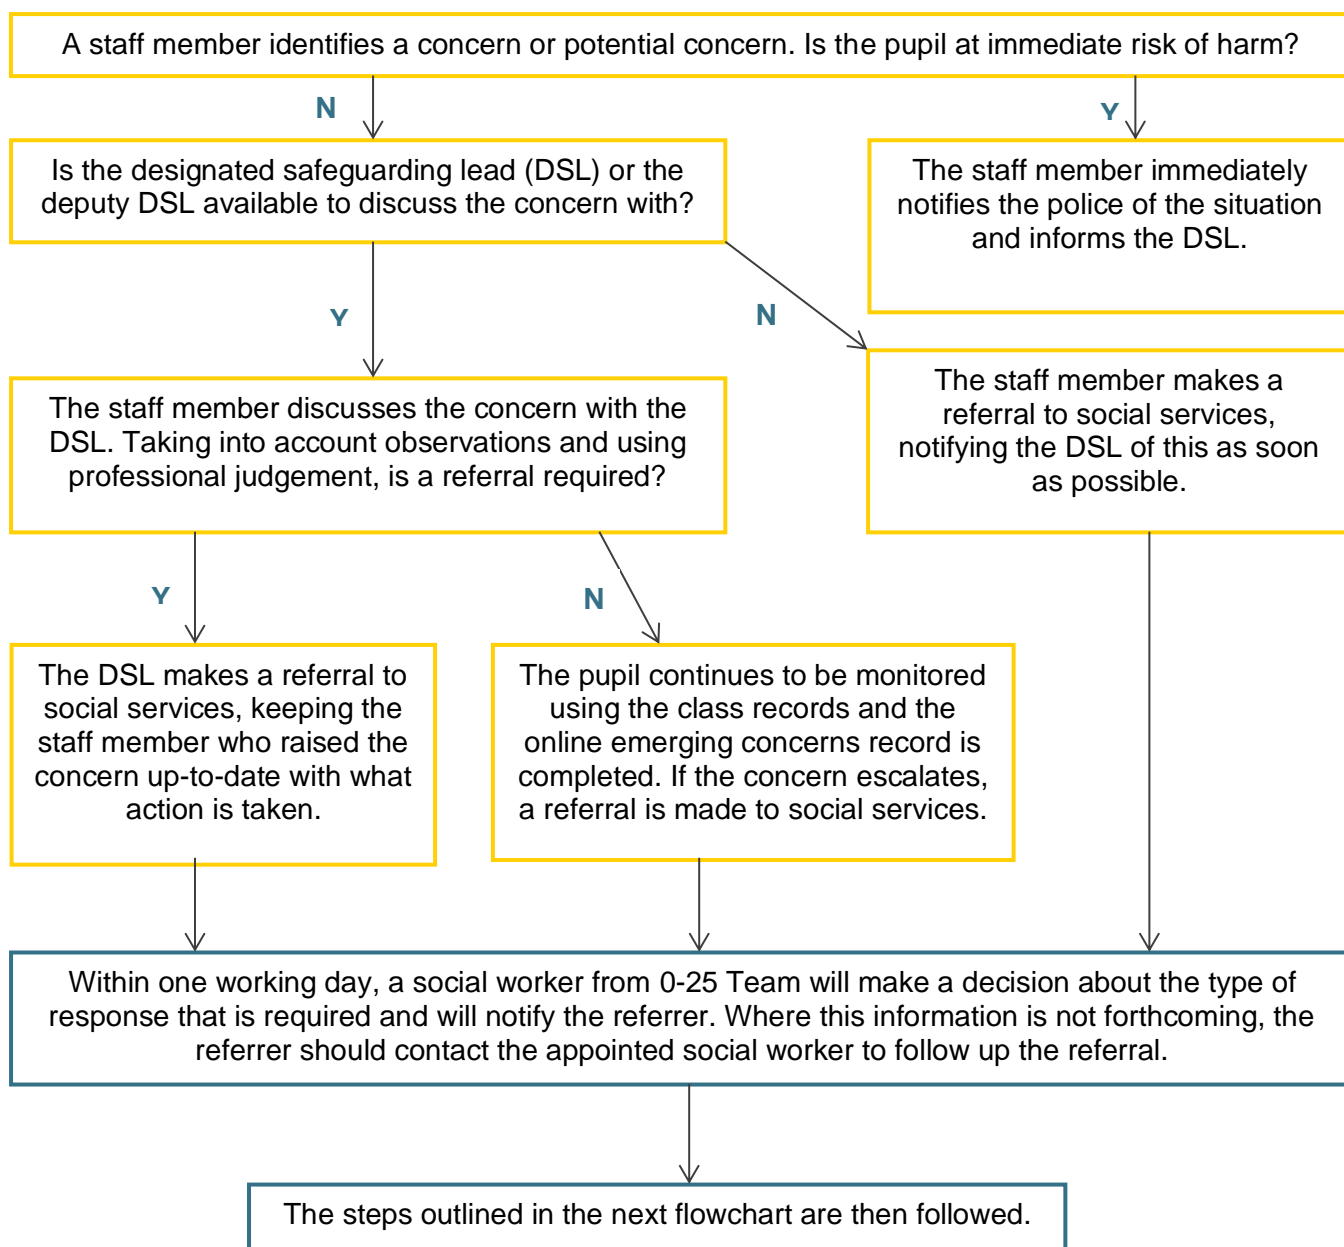 A staff member identifies a concern or potential concern. Is the pupil at immediate risk of harm?
N
Y
Is the designated safeguarding lead (DSL) or the
deputy DSL available to discuss the concern with?
The staff member immediately
notifies the police of the situation
and informs the DSL.
Y
N
The staff member discusses the concern with the
DSL. Taking into account observations and using
professional judgement, is a referral required?
The staff member makes a
referral to social services,
notifying the DSL of this as soon
as possible.
Y
N
The DSL makes a referral to
social services, keeping the
staff member who raised the
concern up-to-date with what
action is taken.
The pupil continues to be monitored
using the class records and the
online emerging concerns record is
completed. If the concern escalates,
a referral is made to social services.
Within one working day, a social worker from 0-25 Team will make a decision about the type of
response that is required and will notify the referrer. Where this information is not forthcoming, the
referrer should contact the appointed social worker to follow up the referral.
The steps outlined in the next flowchart are then followed.